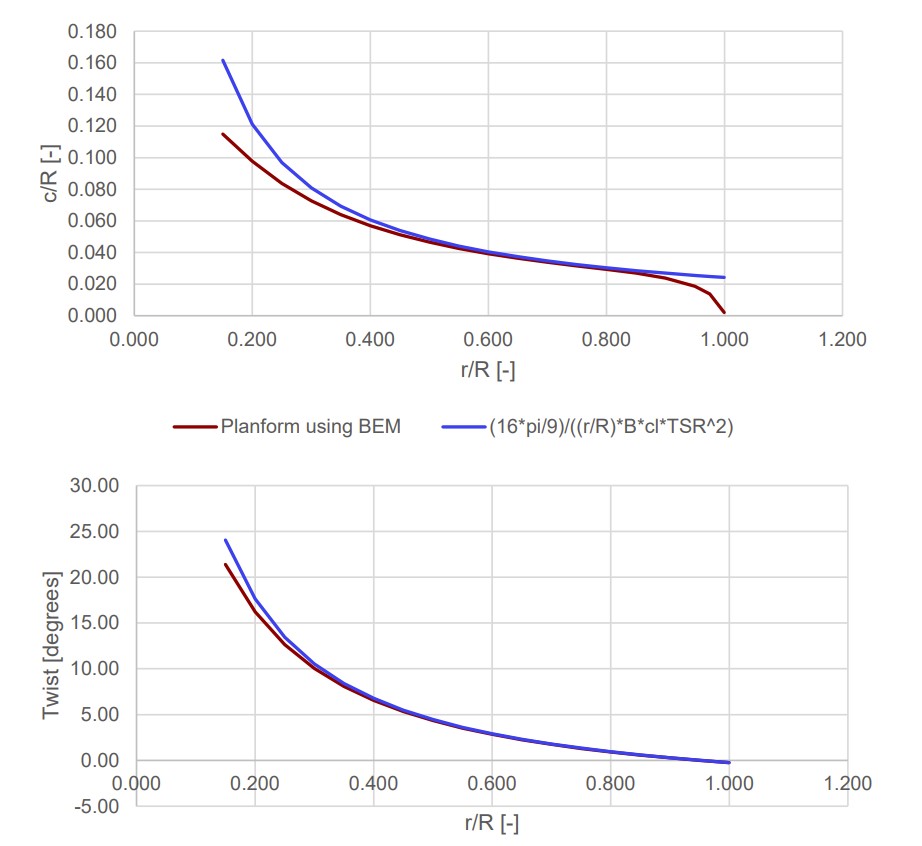 0.180
0.160
0.140
0.120
0.100
0.080
0.060
0.040
0.020
0.000
c/R [-]
0.000 0.200 0.400 0.600 0.800 1.000 1.200
r/R [-]
Planform using BEM (16*pi/9)/((r/R)*B*cl*TSR^2)
30.00
25.00
20.00
15.00
10.00
5.00
0.00
-5.00
Twist [degrees]
0.000 0.200 0.400 0.600 0.800 1.000 1.200
r/R [-]